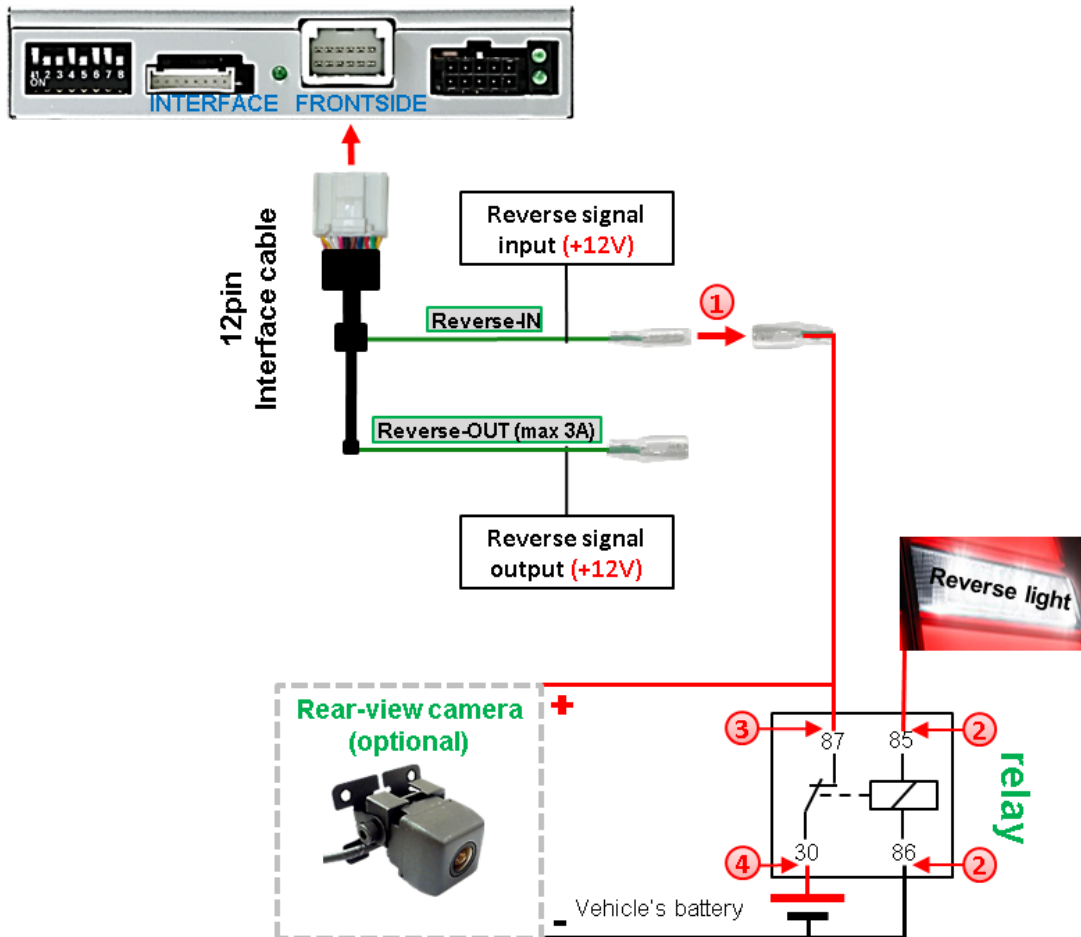 1 2 3 4 5 6 7 8
ON
INTERFACE
FRONTSIDE
12pin
Interface cable
Reverse signal
input (+12V)
1
Reverse-IN
Reverse-OUT (max 3A)
Reverse signal
output (+12V)
Reverse light
Rear-view camera
(optional)
+
3
87
85
2
relay
4
30
86
2
-
Vehicle's battery